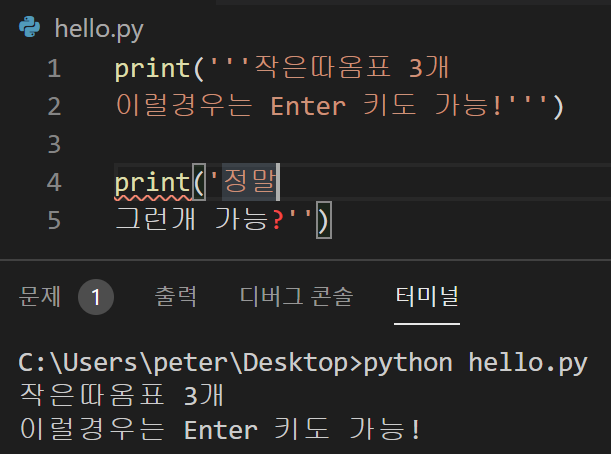 hello.py
1 print('''작은따옴표 3개
2 이럴경우는 Enter 키도 가능!''')
3
4 print('정말
5 그런개 가능?'')
문제 1 출력 디버그 콘솔 터미널
C:\Users\peter\Desktop>python hello.py
작은따옴표 3개
이럴경우는 Enter 키도 가능!